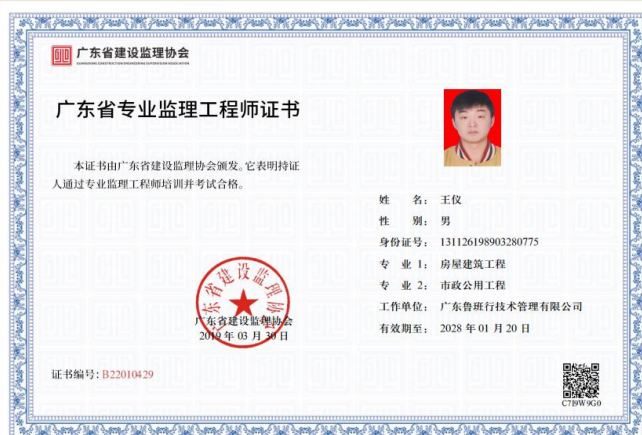 广东省建设监理协会
GUANGDONG CONSTRUCTION ENGINEERING SUPERVISION ASSOCIATION
广东省专业监理工程师证书
本证书由广东省建设监理协会颁发。它表明持证
人通过专业监理工程师培训并考试合格。
姓 名： 王仪
性 别： 男
身份证号： 131126198903280775
专 业 1： 房屋建筑工程
专 业 2： 市政公用工程
工作单位： 广东鲁班行技术管理有限公司
有效期至： 2028 年 01 月 20 日
广东省建设监理协会
广东省建设监理协会
2019 年 03 月 30 日
证书编号：B22010429
C719W9G0